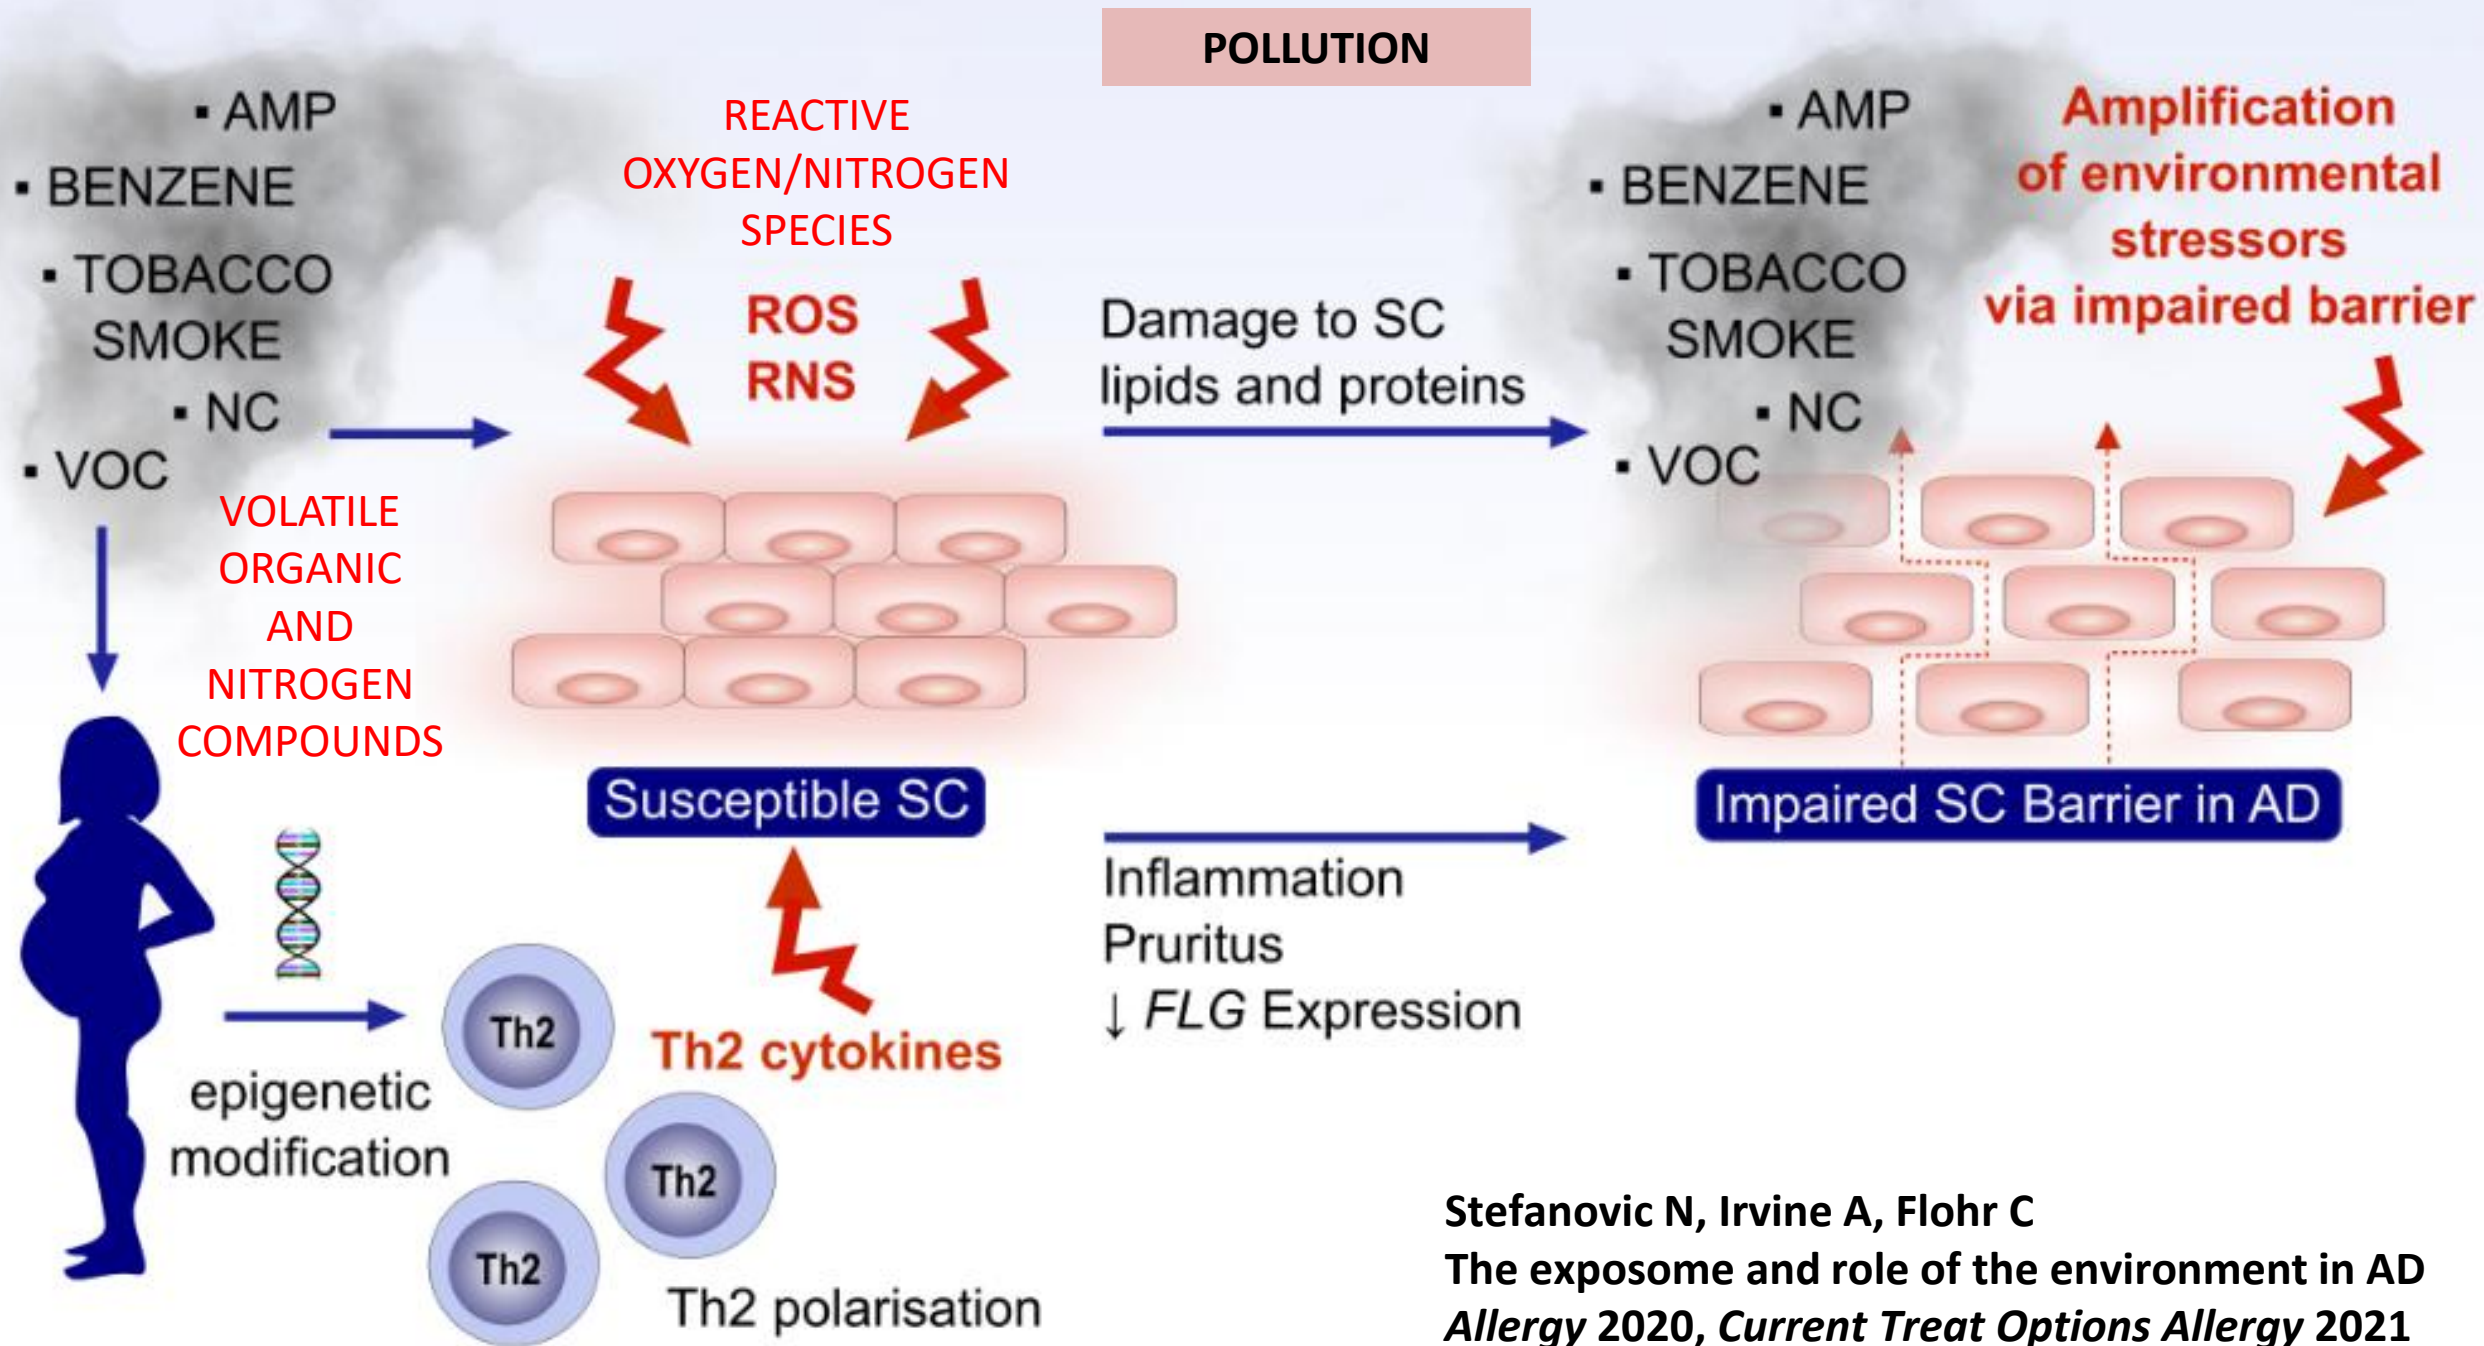 POLLUTION
▪ AMP
▪ BENZENE
▪ TOBACCO
SMOKE
▪ NC
▪ VOC
VOLATILE
ORGANIC
AND
NITROGEN
COMPOUNDS
REACTIVE
OXYGEN/NITROGEN
SPECIES
ROS
RNS
Susceptible SC
Damage to SC
lipids and proteins
▪ AMP
▪ BENZENE
▪ TOBACCO
SMOKE
▪ NC
▪ VOC
Amplification
of environmental
stressors
via impaired barrier
Impaired SC Barrier in AD
Inflammation
Pruritus
↓ FLG Expression
epigenetic
modification
Th2
Th2
Th2
Th2 cytokines
Th2 polarisation
Stefanovic N, Irvine A, Flohr C
The exposome and role of the environment in AD
Allergy 2020, Current Treat Options Allergy 2021